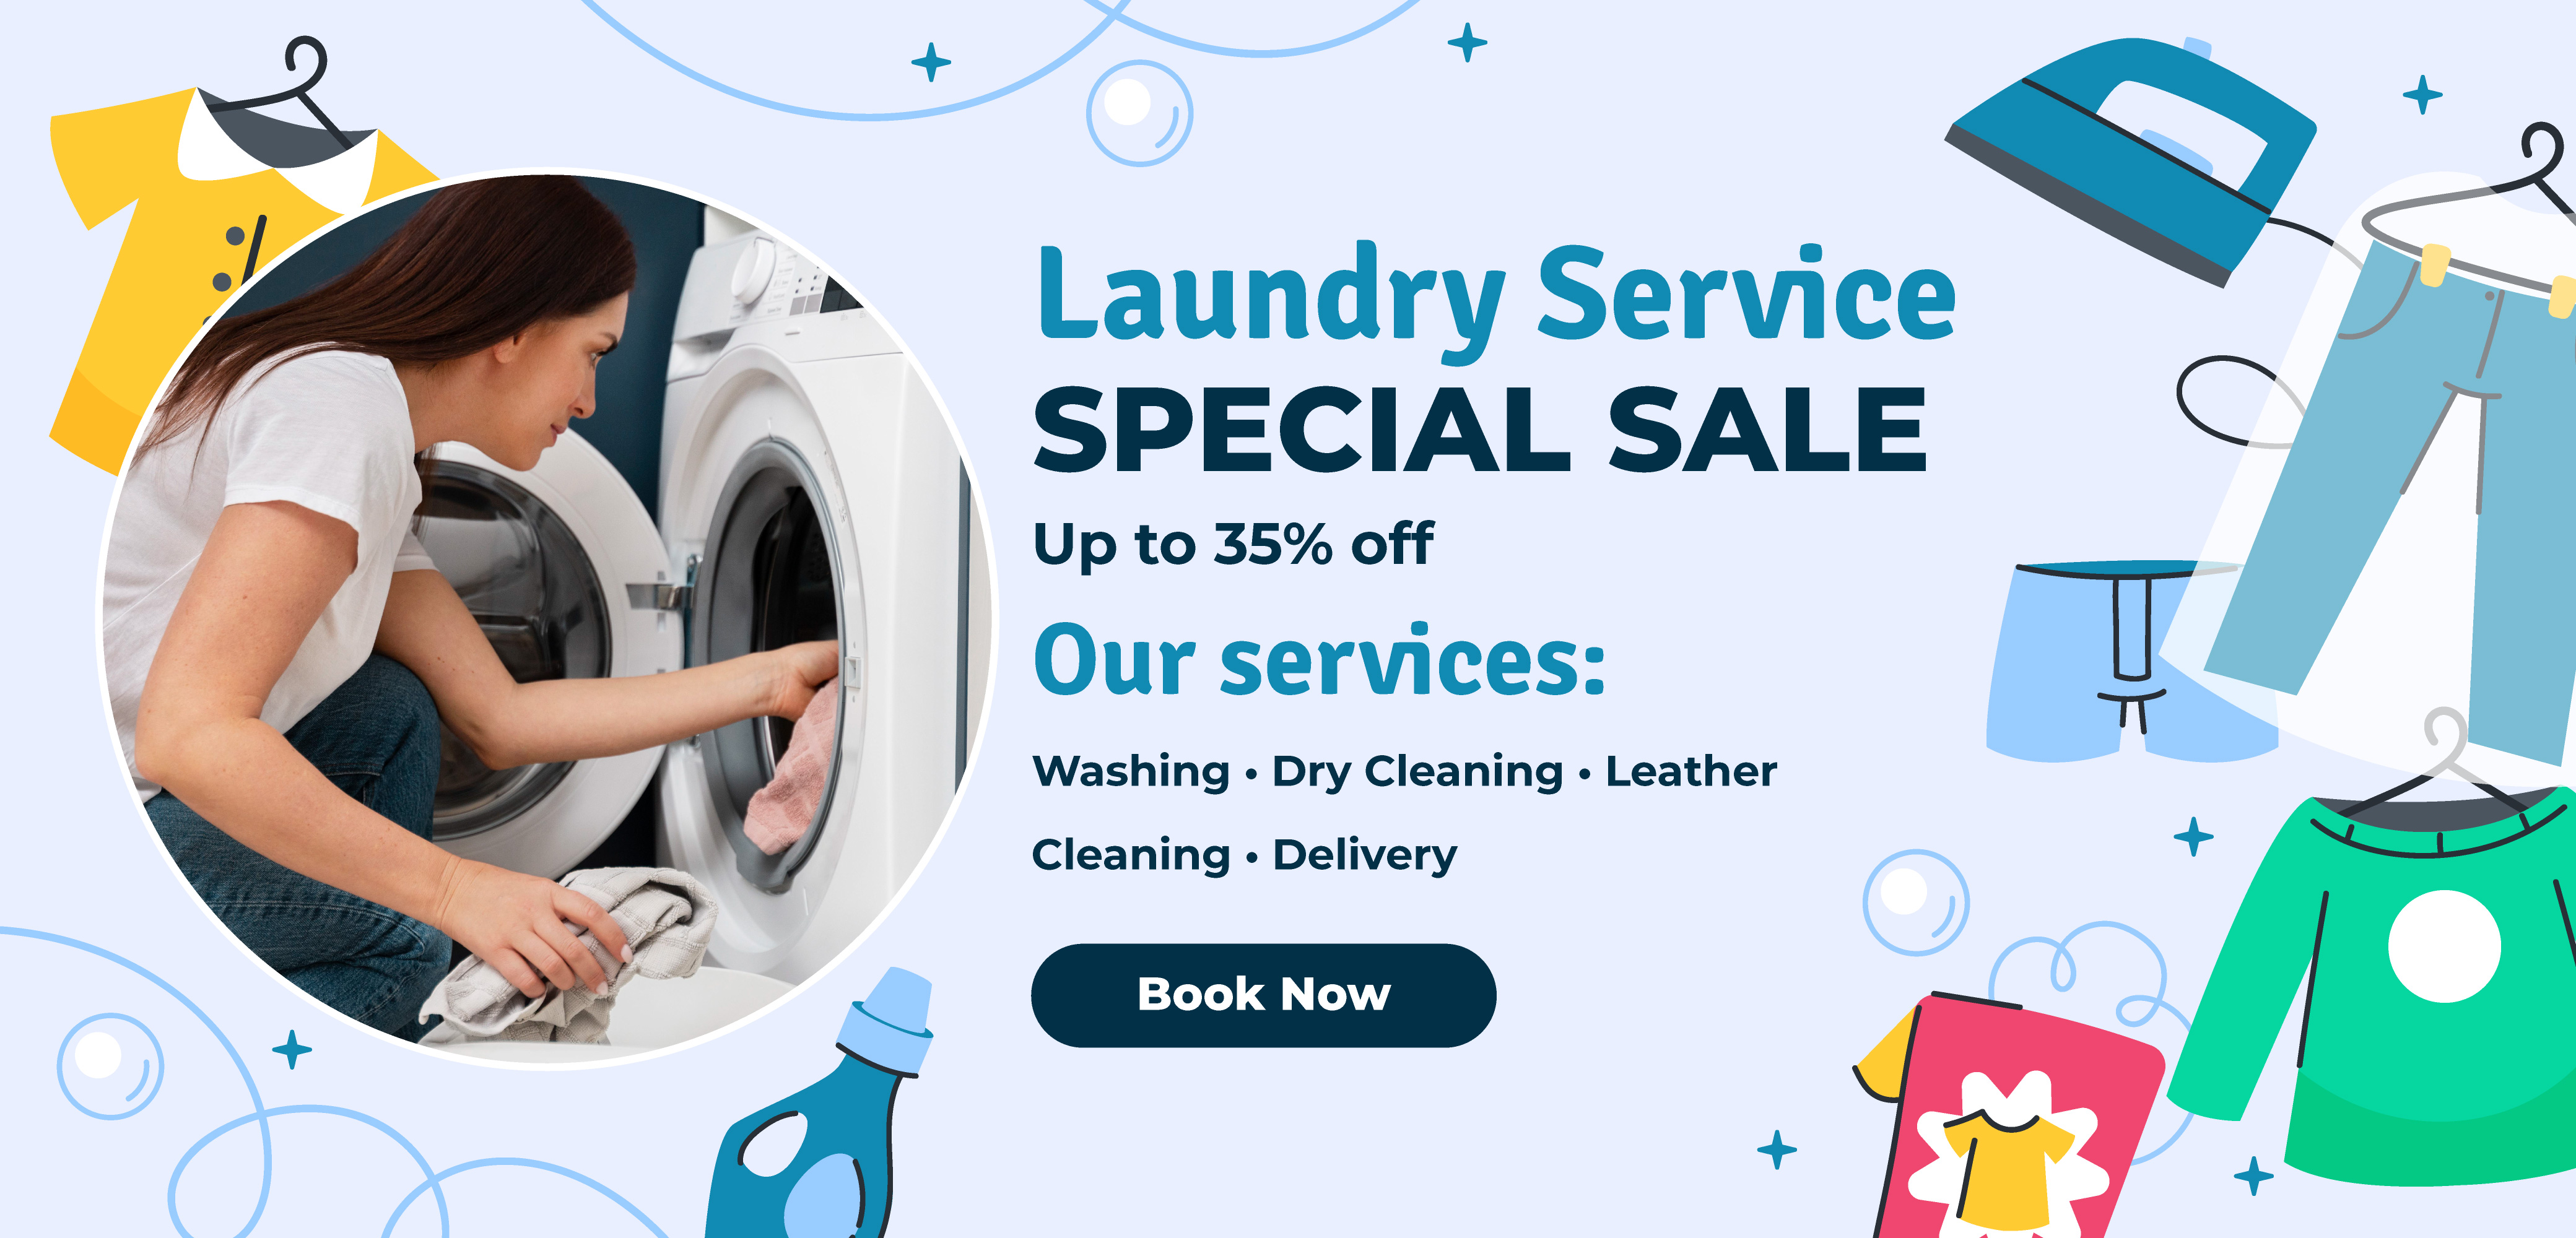 Laundry Service
SPECIAL SALE
Up to 35% off
Our services:
Washing • Dry Cleaning • Leather
Cleaning • Delivery
Book Now